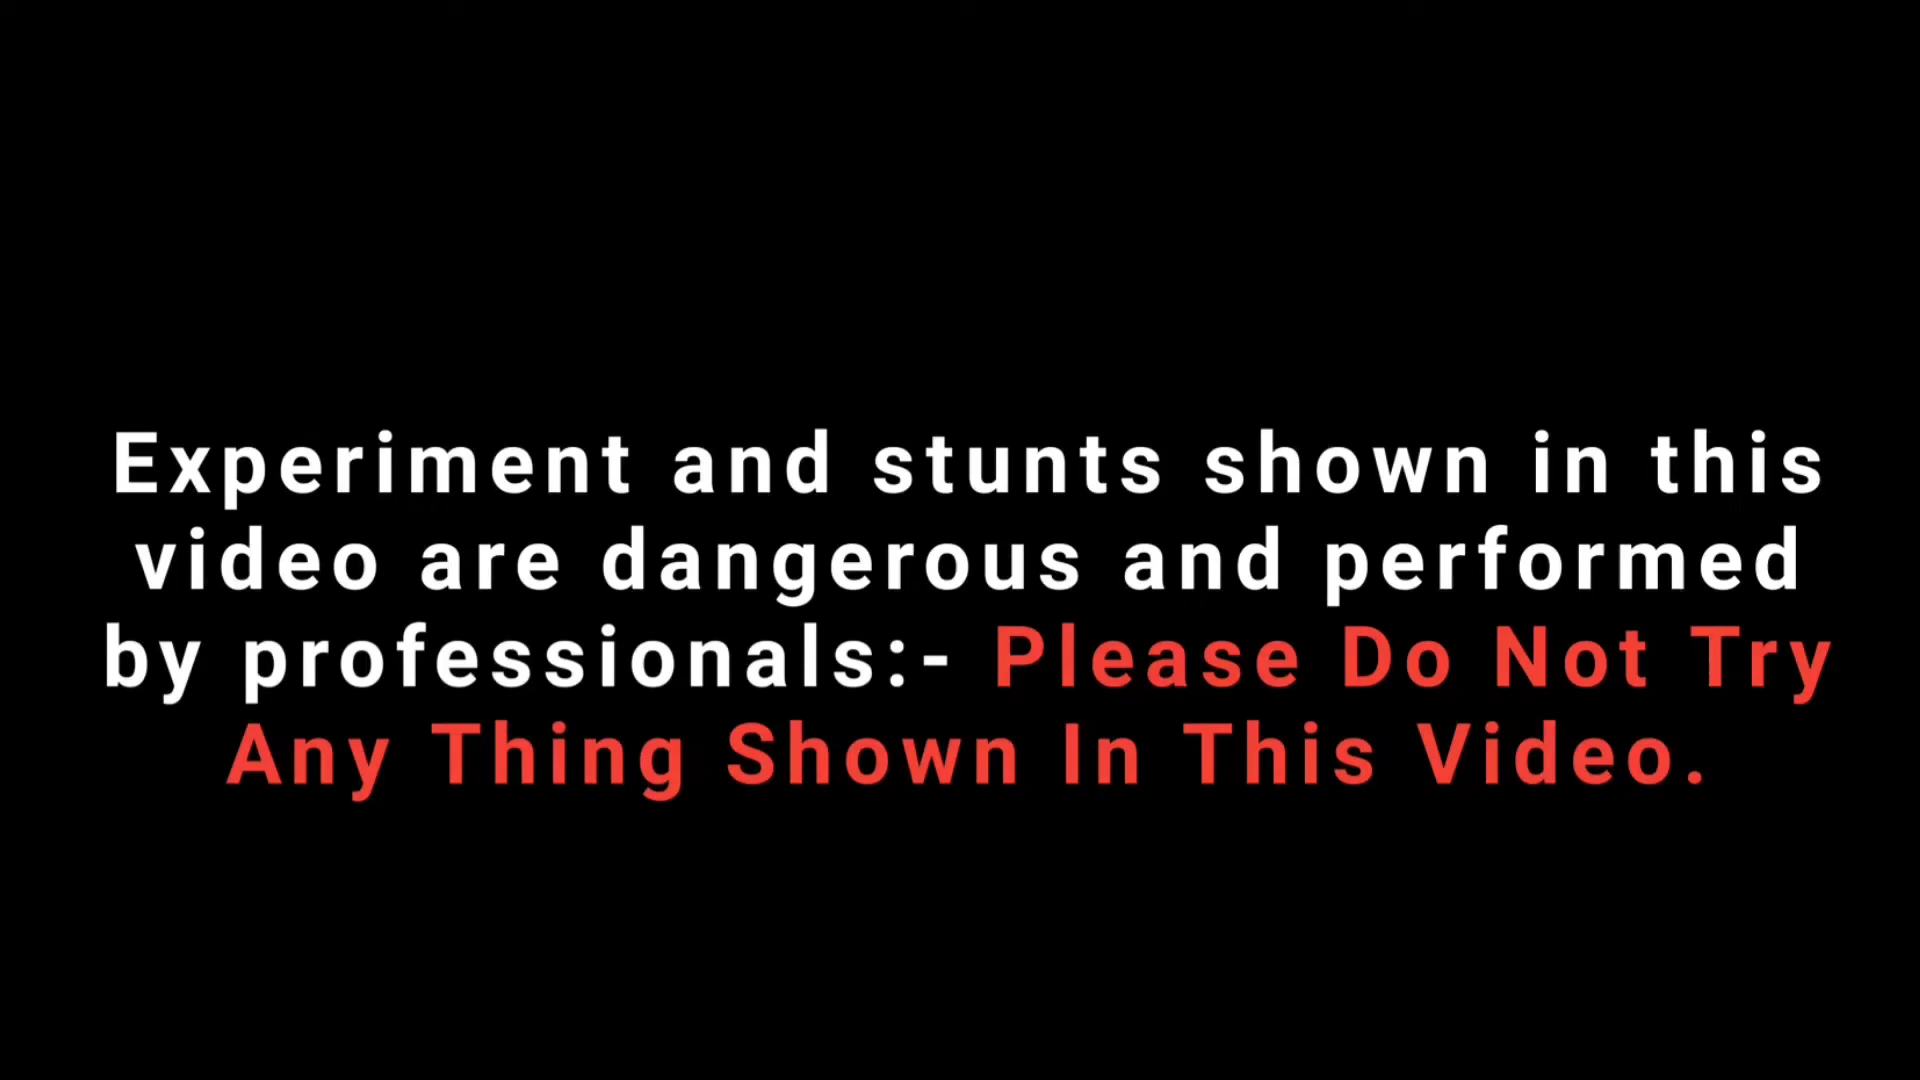 Experiment and stunts shown in this
video are dangerous and performed
by professionals:- Please Do Not Try
Any Thing Shown In This Video.